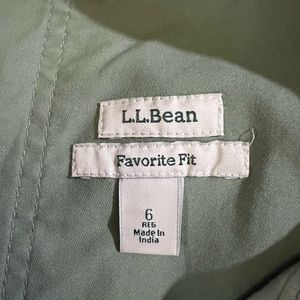 L.L.Bean
Favorite Fit
6
REG
Made in
India